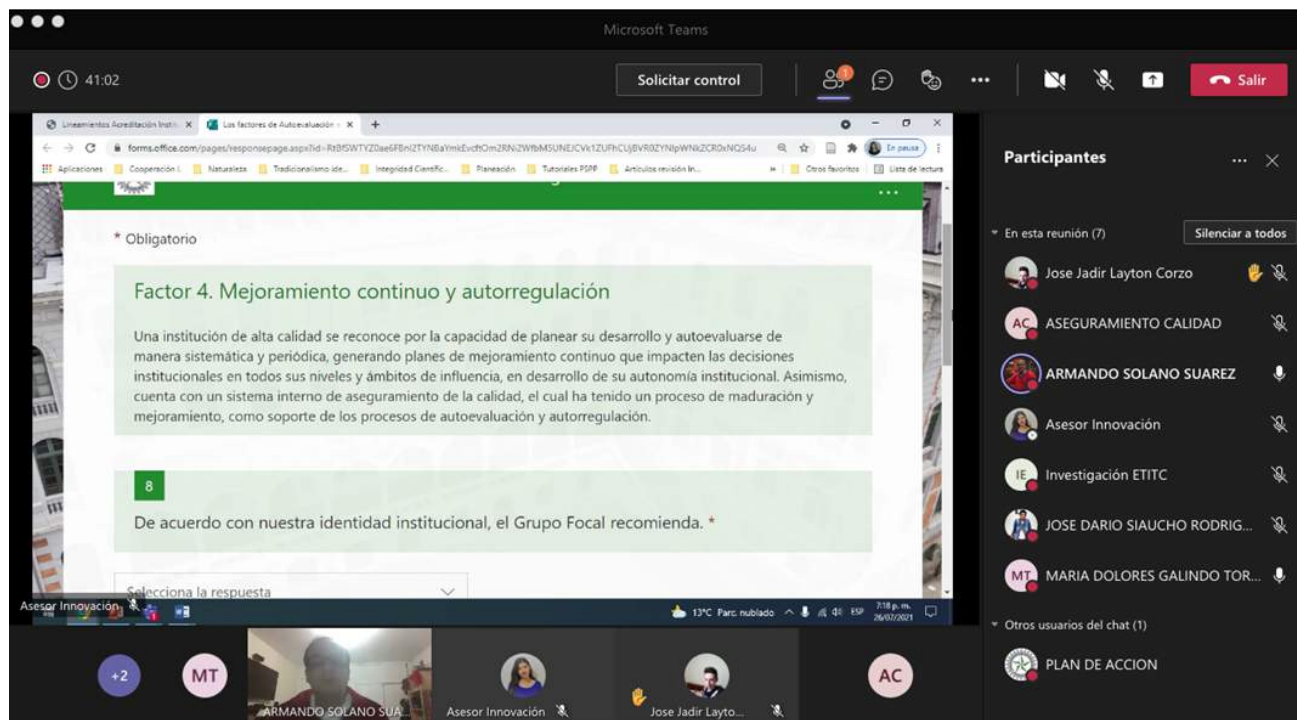 Microsoft Teams
41:02
Solicitar control
1
Salir
Lineamientos Acreditación Instit.
Los factores de Autoevaluación
En pausa
Aplicaciones
Cooperación I.
Naturaleza
Tradicionalismo ide...
Integridad Científic...
Planeación
Tutoriales PSPP
Artículos revisión In...
Otros favoritos
Lista de lectura
* Obligatorio
Factor 4. Mejoramiento continuo y autorregulación
Una institución de alta calidad se reconoce por la capacidad de planear su desarrollo y autoevaluarse de
manera sistemática y periódica, generando planes de mejoramiento continuo que impacten las decisiones
institucionales en todos sus niveles y ámbitos de influencia, en desarrollo de su autonomía institucional. Asimismo,
cuenta con un sistema interno de aseguramiento de la calidad, el cual ha tenido un proceso de maduración y
mejoramiento, como soporte de los procesos de autoevaluación y autorregulación.
8
De acuerdo con nuestra identidad institucional, el Grupo Focal recomienda. *
Selecciona la respuesta
Asesor Innovación
13°C Parc. nublado
ESP
7:18 p. m.
26/07/2021
+2
MT
ARMANDO SOLANO SUA...
Asesor Innovación
Jose Jadir Layto...
AC
Participantes
En esta reunión (7)
Silenciar a todos
Jose Jadir Layton Corzo
AC
ASEGURAMIENTO CALIDAD
ARMANDO SOLANO SUAREZ
Asesor Innovación
IE
Investigación ETITC
JOSE DARIO SIAUCHO RODRIG...
MT
MARIA DOLORES GALINDO TOR...
Otros usuarios del chat (1)
PLAN DE ACCION